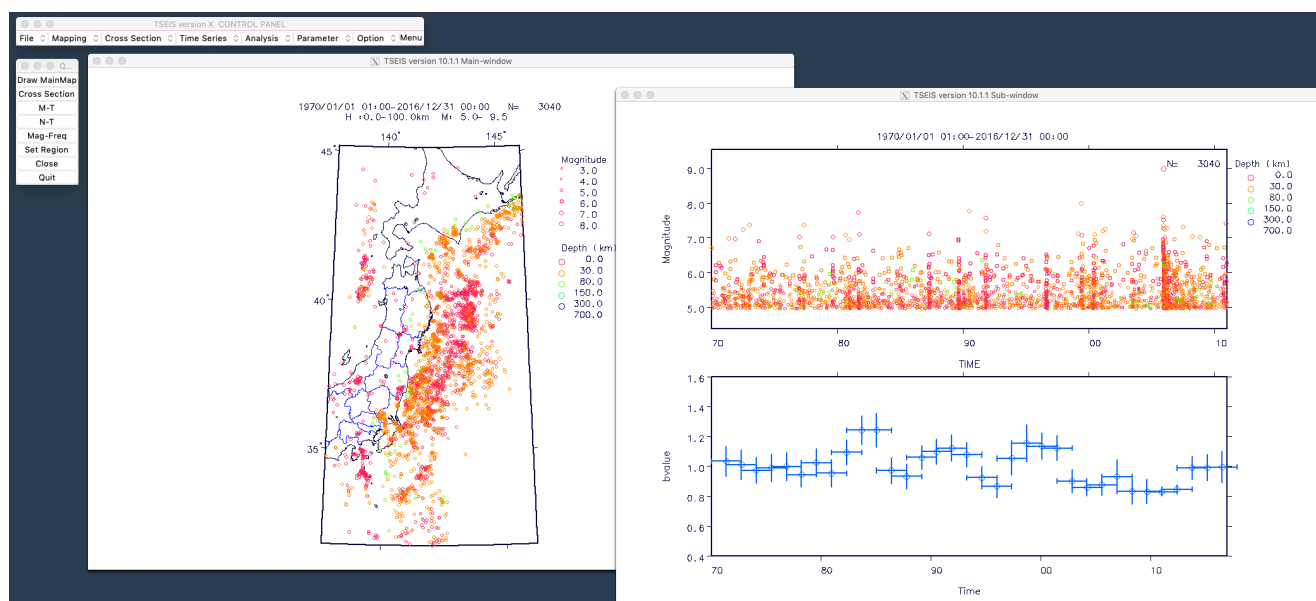 TSEIS version X CONTROL PANEL
File Mapping Cross Section Time Series Analysis Parameter Option Menu
Q...
Draw MainMap
Cross Section
M-T
N-T
Mag-Freq
Set Region
Close
Quit
TSEIS version 10.1.1 Main-window
1970/01/01 01:00-2016/12/31 00:00 N= 3040
H :0.0-100.0km M: 5.0- 9.5
140° 145°
45°
40°
35°
Magnitude
3.0
4.0
5.0
6.0
7.0
8.0
Depth (km)
0.0
30.0
80.0
150.0
300.0
700.0
TSEIS version 10.1.1 Sub-window
1970/01/01 01:00-2016/12/31 00:00
N= 3040
Depth (km)
0.0
30.0
80.0
150.0
300.0
700.0
Magnitude
9.0
8.0
7.0
6.0
5.0
70 80 90 00 10
TIME
bvalue
1.6
1.4
1.2
1.0
0.8
0.6
0.4
70 80 90 00 10
Time